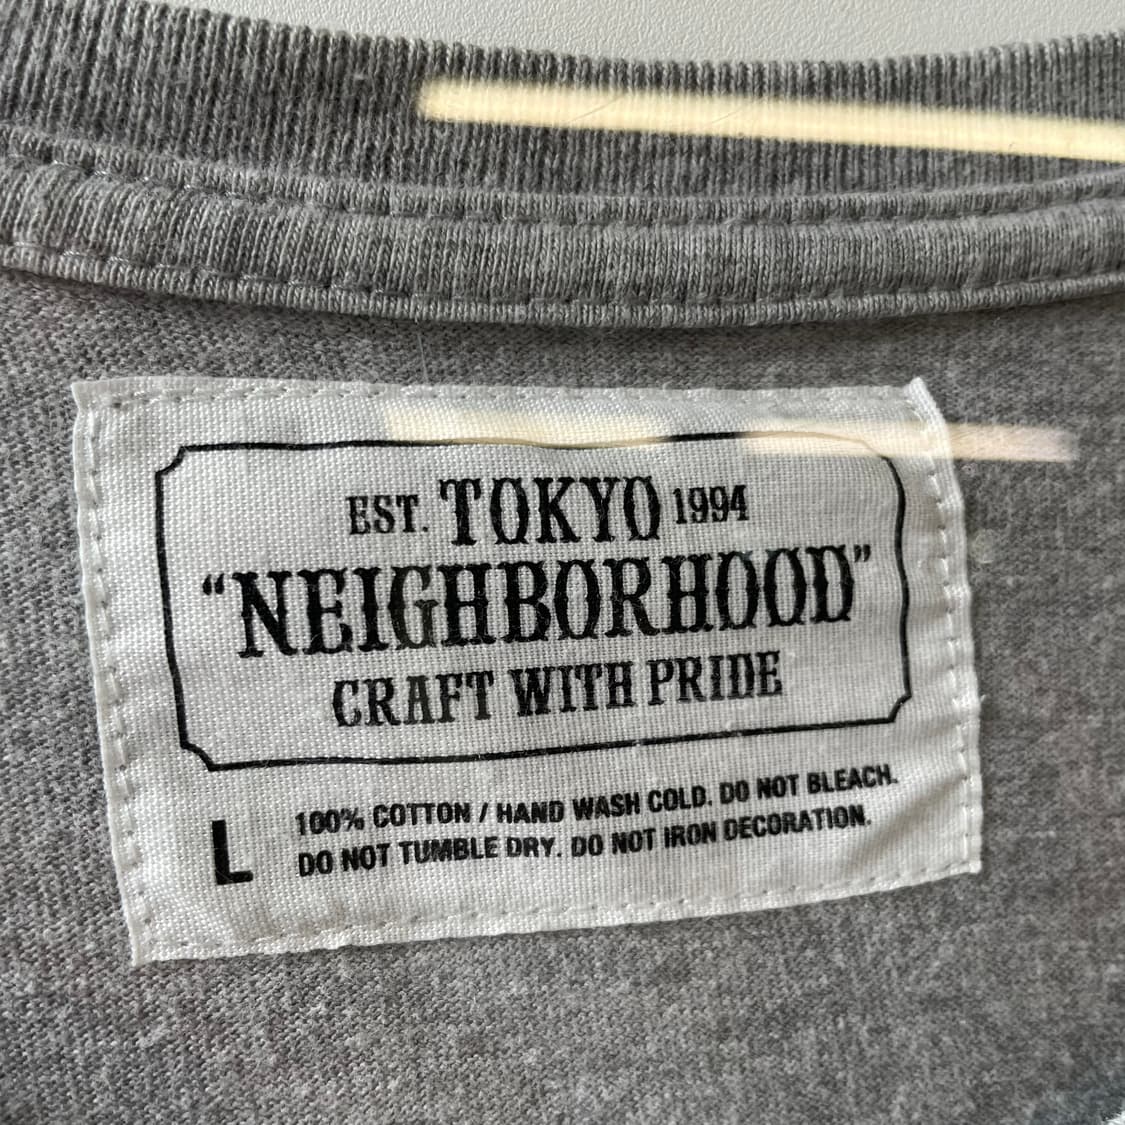 EST. TOKYO 1994
“NEIGHBORHOOD”
CRAFT WITH PRIDE
L
100% COTTON / HAND WASH COLD. DO NOT BLEACH.
DO NOT TUMBLE DRY. DO NOT IRON DECORATION.